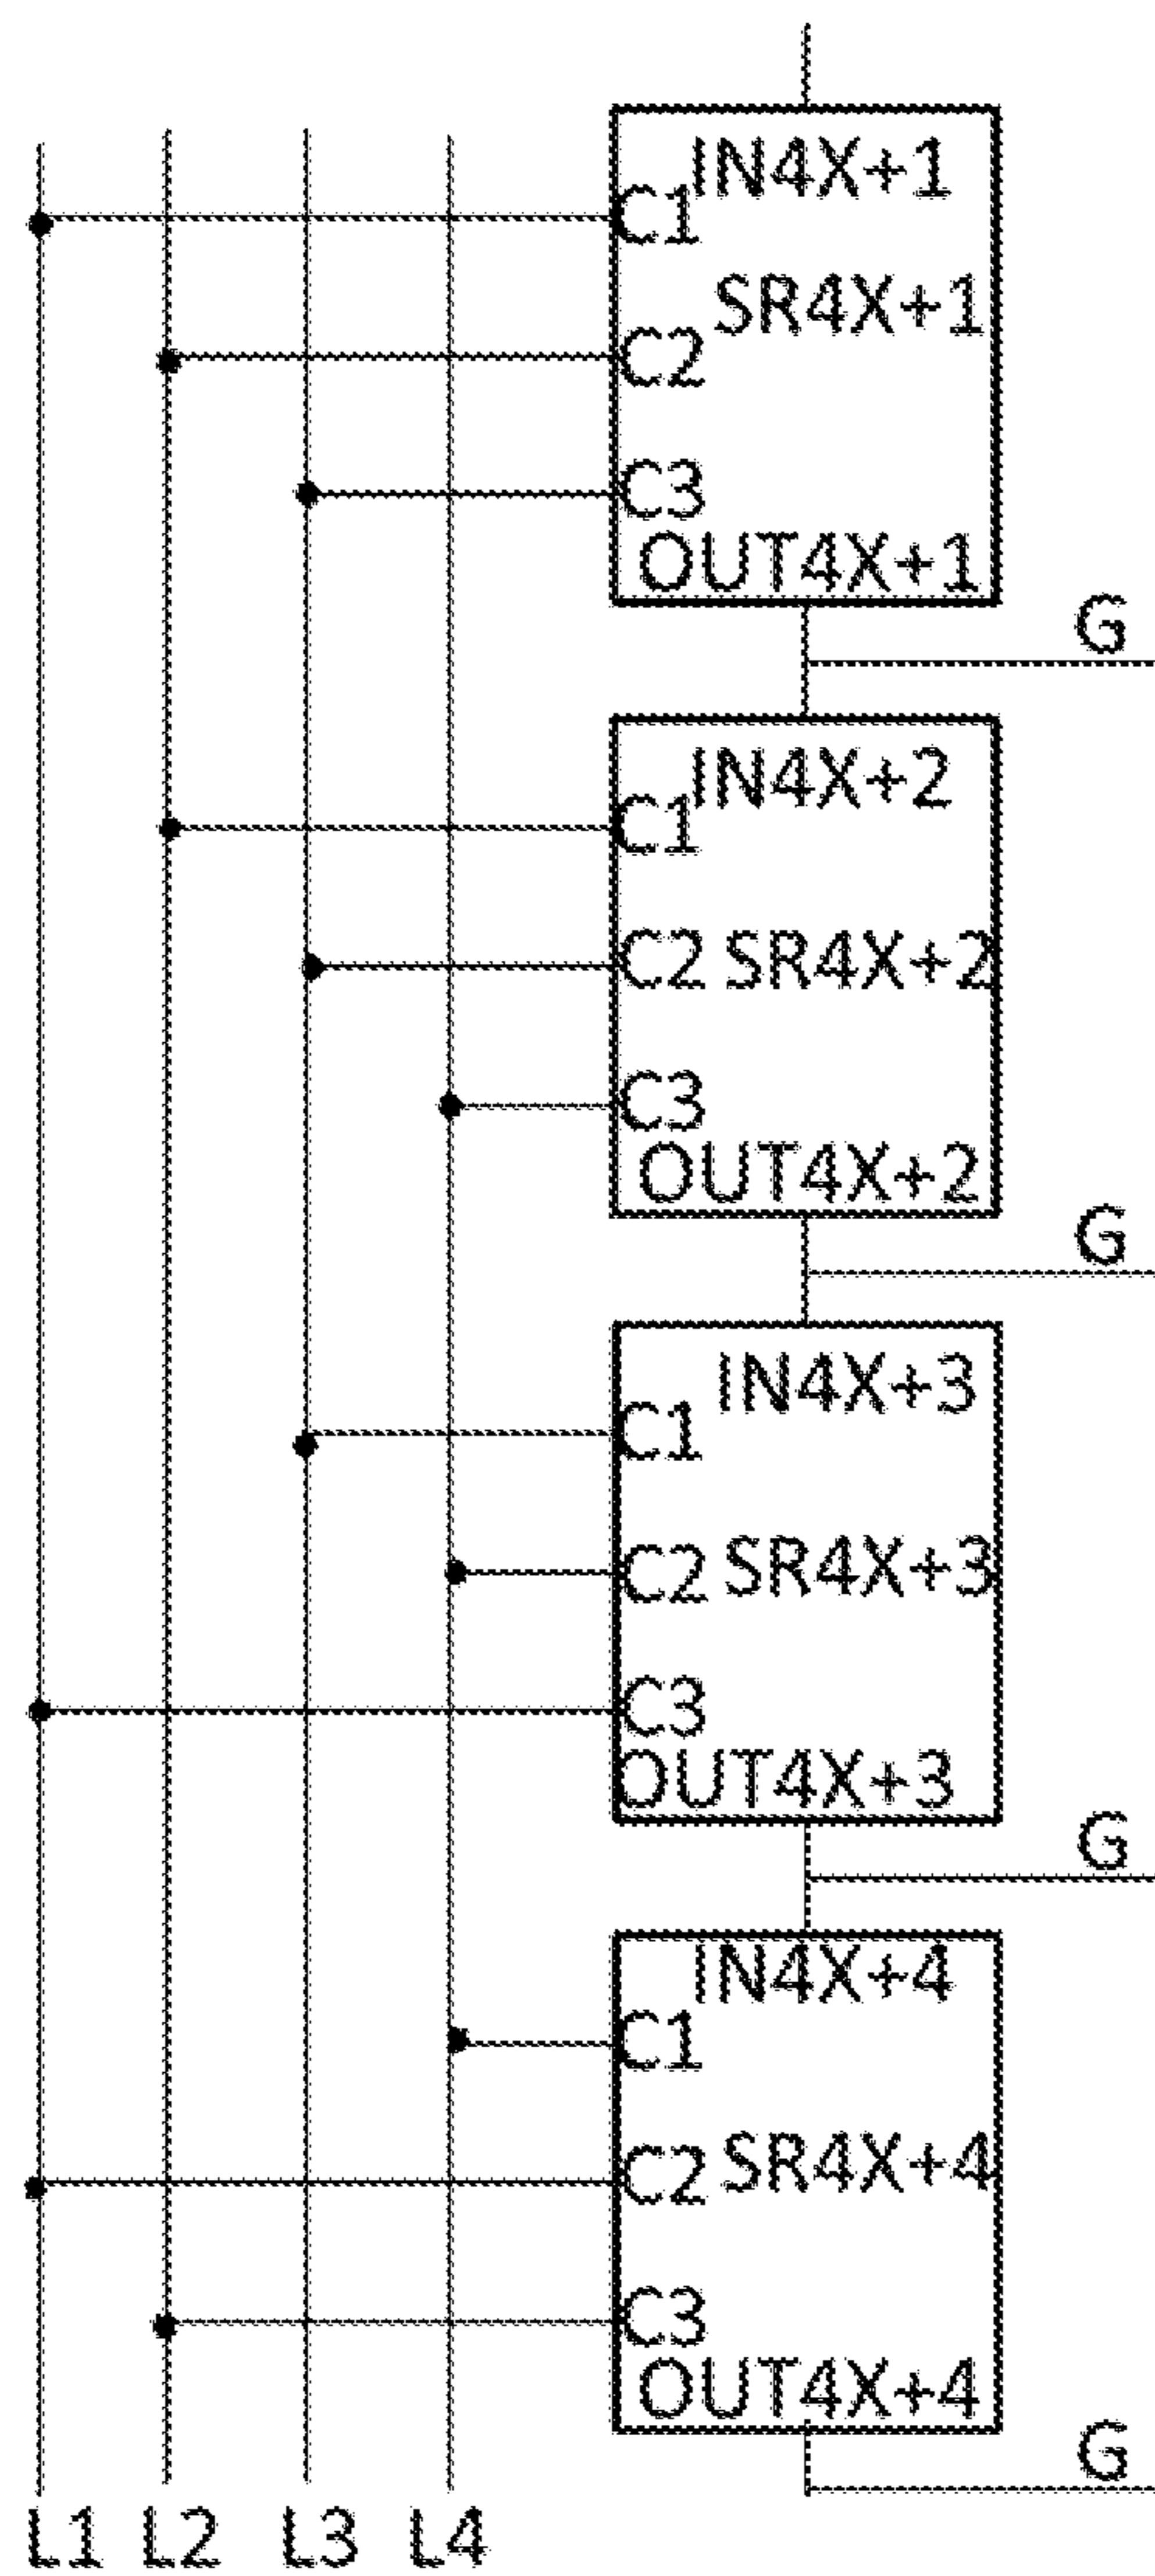 IN4X+1
C1
SR4X+1
C2
C3
OUT4X+1
G
IN4X+2
C1
C2 SR4X+2
C3
OUT4X+2
G
IN4X+3
C1
C2 SR4X+3
C3
OUT4X+3
G
IN4X+4
C1
C2 SR4X+4
C3
OUT4X+4
G
L1 L2 L3 L4